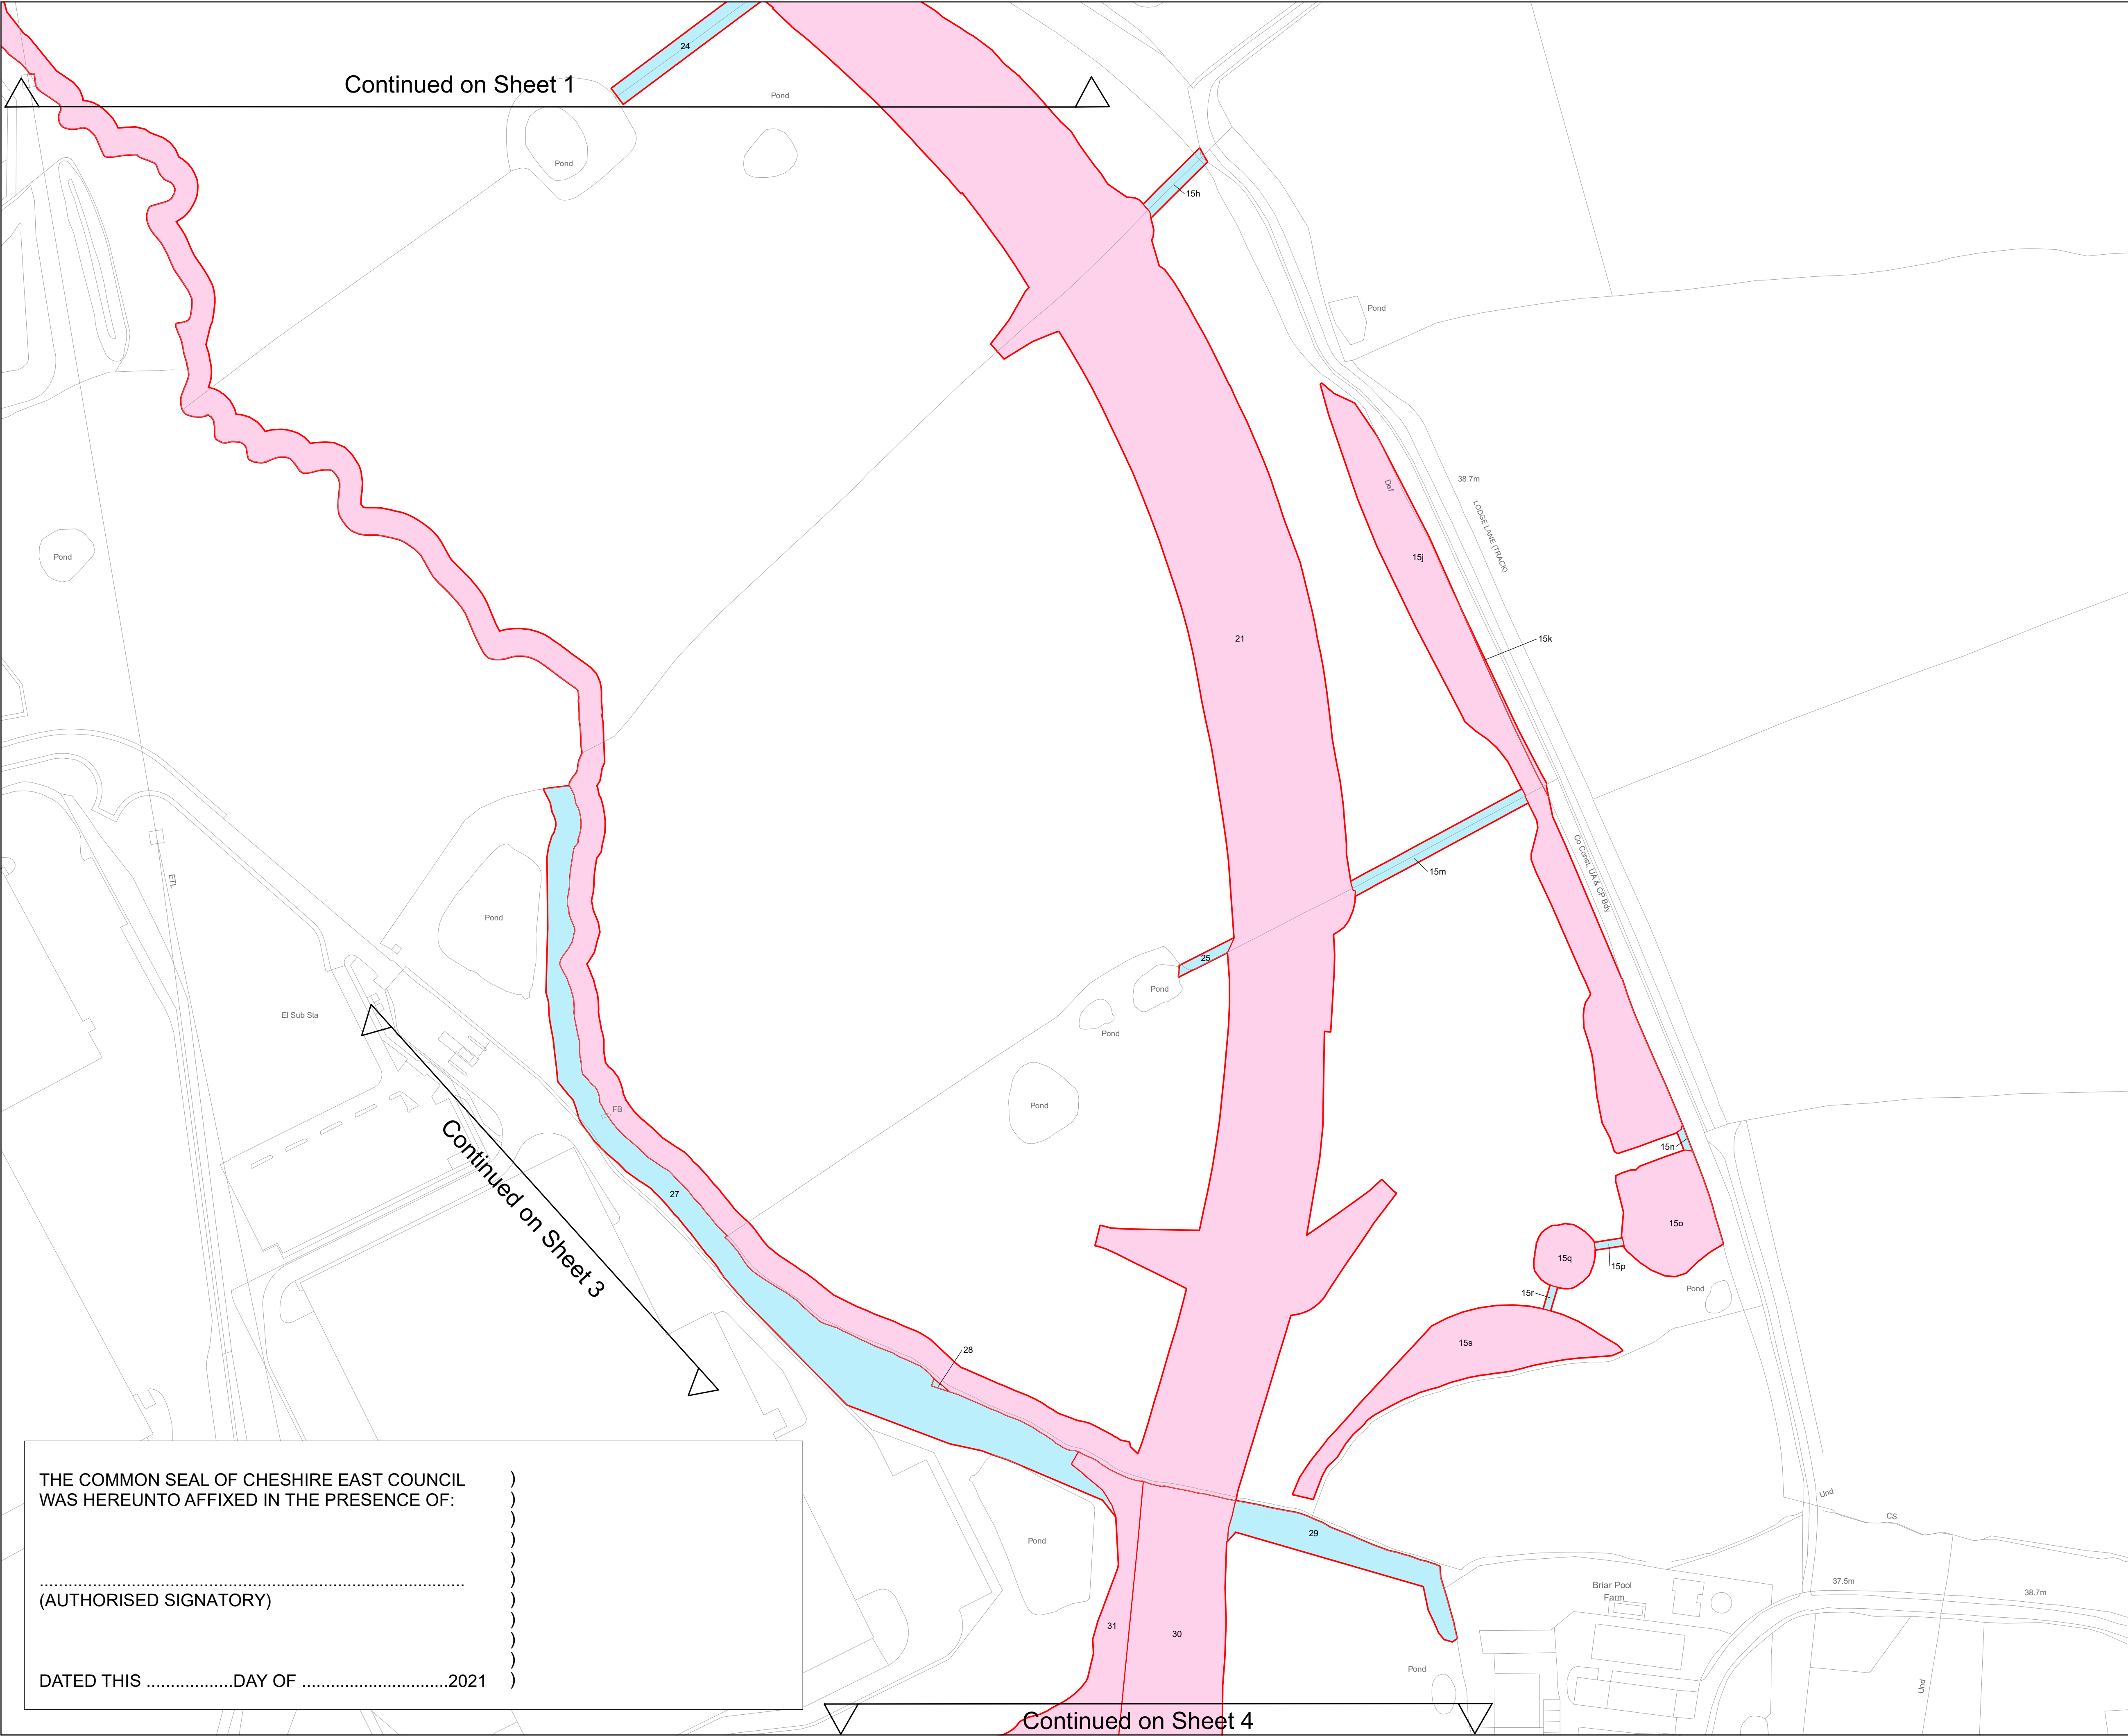 24
Continued on Sheet 1
Pond
Pond
15h
Pond
38.7m
Def
LODGE LANE (TRACK)
Pond
15j
21
15k
ETL
15m
Co Const, UA & CP Bdy
Pond
25
Pond
El Sub Sta
Pond
Pond
FB
Continued on Sheet 3
15n
27
15o
15q
15p
15r
Pond
28
15s
THE COMMON SEAL OF CHESHIRE EAST COUNCIL )
WAS HEREUNTO AFFIXED IN THE PRESENCE OF: )
)
)
)
....................................................................................... )
(AUTHORISED SIGNATORY) )
)
)
)
DATED THIS ..................DAY OF ..............................2021 )
Und
CS
29
Pond
37.5m
38.7m
Briar Pool
Farm
31
30
Pond
Und
Continued on Sheet 4